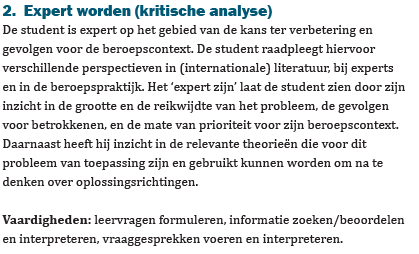 2. Expert worden (kritische analyse)
De student is expert op het gebied van de kans ter verbetering en
gevolgen voor de beroepscontext. De student raadpleegt hiervoor
verschillende perspectieven in (internationale) literatuur, bij experts
en in de beroepspraktijk. Het ‘expert zijn’ laat de student zien door zijn
inzicht in de grootte en de reikwijdte van het probleem, de gevolgen
voor betrokkenen, en de mate van prioriteit voor zijn beroepscontext.
Daarnaast heeft hij inzicht in de relevante theorieën die voor dit
probleem van toepassing zijn en gebruikt kunnen worden om na te
denken over oplossingsrichtingen.
Vaardigheden: leervragen formuleren, informatie zoeken/beoordelen
en interpreteren, vraaggesprekken voeren en interpreteren.